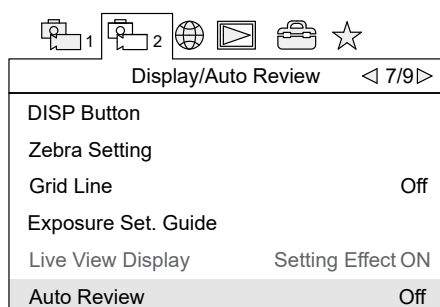 1 2
Display/Auto Review 7/9
DISP Button
Zebra Setting
Grid Line Off
Exposure Set. Guide
Live View Display Setting Effect ON
Auto Review Off